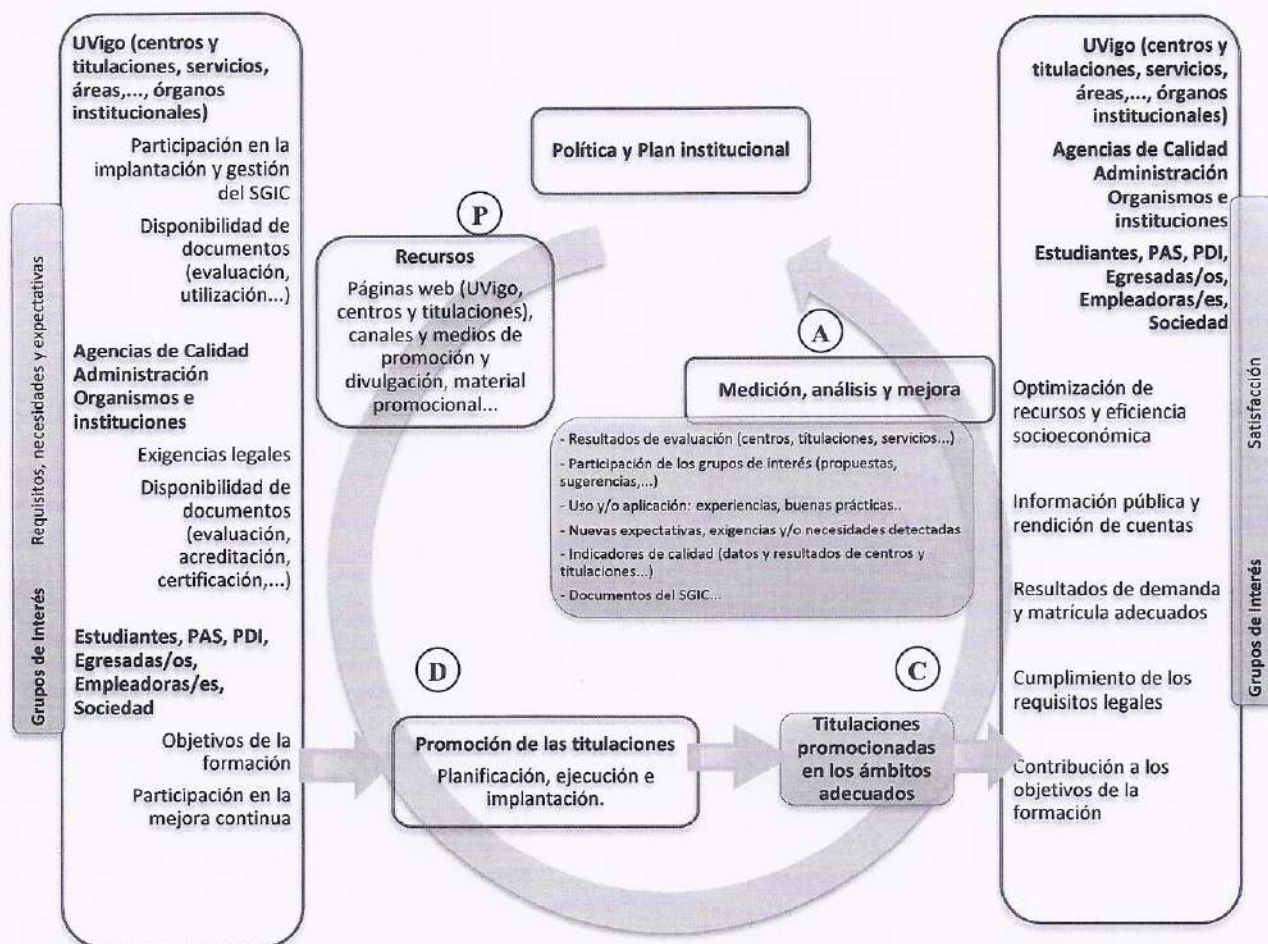 UVigo (centros y
titulaciones, servicios,
áreas,..., órganos
institucionales)
Participación en la
implantación y gestión
del SGIC
Disponibilidad de
documentos
(evaluación,
utilización...)
Agencias de Calidad
Administración
Organismos e
instituciones
Exigencias legales
Disponibilidad de
documentos
(evaluación,
acreditación,
certificación,...)
Estudiantes, PAS, PDI,
Egresadas/os,
Empleadoras/es,
Sociedad
Objetivos de la
formación
Participación en la
mejora continua
Grupos de Interés Requisitos, necesidades y expectativas
Política y Plan institucional
P
Recursos
Páginas web (UVigo,
centros y titulaciones),
canales y medios de
promoción y
divulgación, material
promocional...
A
Medición, análisis y mejora
- Resultados de evaluación (centros, titulaciones, servicios...)
- Participación de los grupos de interés (propuestas,
sugerencias,...)
- Uso y/o aplicación: experiencias, buenas prácticas..
- Nuevas expectativas, exigencias y/o necesidades detectadas
- Indicadores de calidad (datos y resultados de centros y
titulaciones...)
- Documentos del SGIC...
D
Promoción de las titulaciones
Planificación, ejecución e
implantación.
C
Titulaciones
promocionadas
en los ámbitos
adecuados
UVigo (centros y
titulaciones, servicios,
áreas,..., órganos
institucionales)
Agencias de Calidad
Administración
Organismos e
instituciones
Estudiantes, PAS, PDI,
Egresadas/os,
Empleadoras/es,
Sociedad
Optimización de
recursos y eficiencia
socioeconómica
Información pública y
rendición de cuentas
Resultados de demanda
y matrícula adecuados
Cumplimiento de los
requisitos legales
Contribución a los
objetivos de la
formación
Grupos de Interés Satisfacción